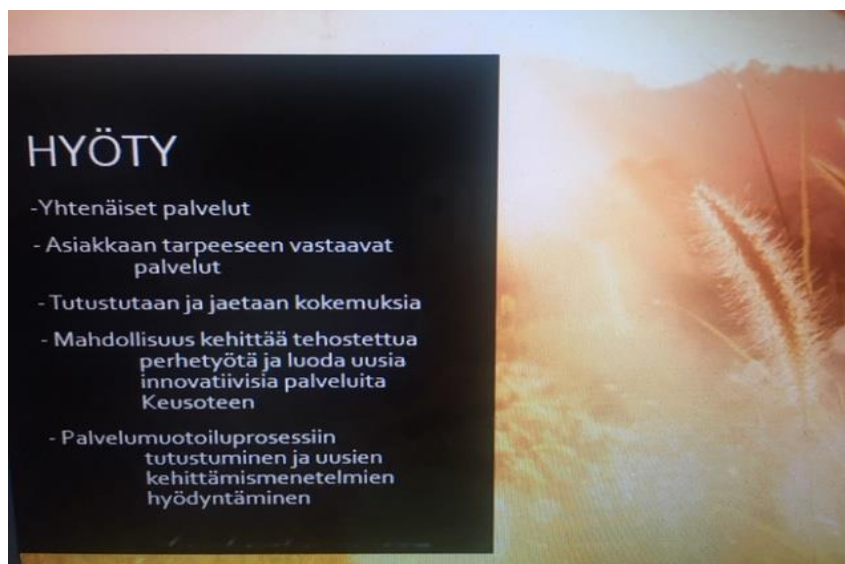 HYÖTY
-Yhtenäiset palvelut
- Asiakkaan tarpeeseen vastaavat
palvelut
- Tutustutaan ja jaetaan kokemuksia
- Mahdollisuus kehittää tehostettua
perhetyötä ja luoda uusia
innovatiivisia palveluita
Keusoteen
- Palvelumuotoiluprosessiin
tutustuminen ja uusien
kehittämismenetelmien
hyödyntäminen